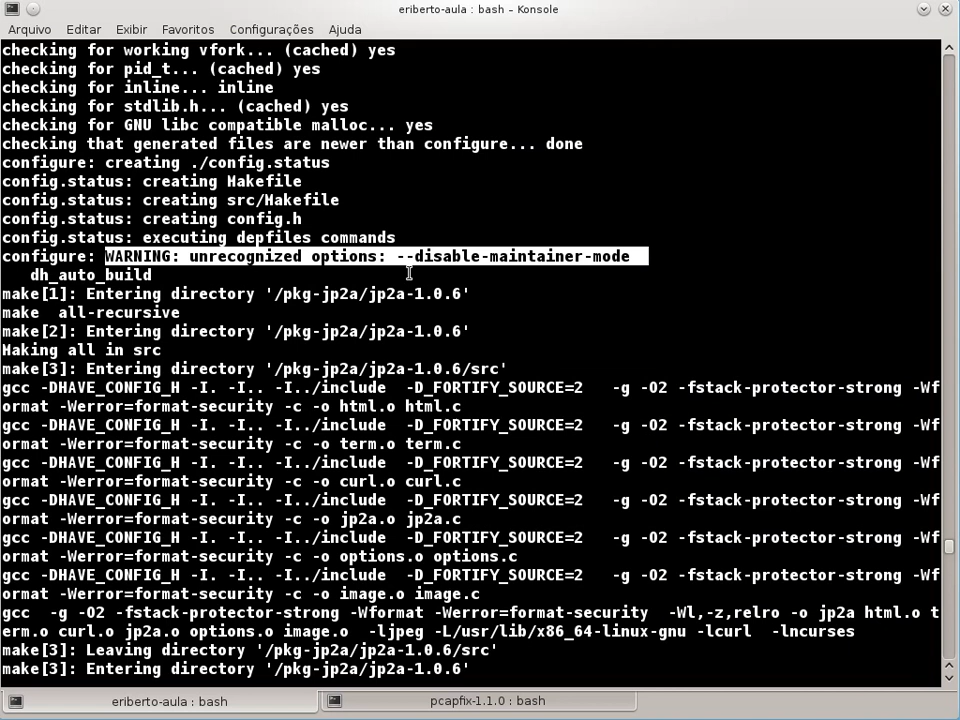 eriberto-aula : bash – Konsole
Arquivo Editar Exibir Favoritos Configurações Ajuda
checking for working vfork... (cached) yes
checking for pid_t... (cached) yes
checking for inline... inline
checking for stdlib.h... (cached) yes
checking for GNU libc compatible malloc... yes
checking that generated files are newer than configure... done
configure: creating ./config.status
config.status: creating Makefile
config.status: creating src/Makefile
config.status: creating config.h
config.status: executing depfiles commands
configure: WARNING: unrecognized options: --disable-maintainer-mode
   dh_auto_build
make[1]: Entering directory '/pkg-jp2a/jp2a-1.0.6'
make  all-recursive
make[2]: Entering directory '/pkg-jp2a/jp2a-1.0.6'
Making all in src
make[3]: Entering directory '/pkg-jp2a/jp2a-1.0.6/src'
gcc -DHAVE_CONFIG_H -I. -I.. -I../include  -D_FORTIFY_SOURCE=2   -g -O2 -fstack-protector-strong -Wf
ormat -Werror=format-security -c -o html.o html.c
gcc -DHAVE_CONFIG_H -I. -I.. -I../include  -D_FORTIFY_SOURCE=2   -g -O2 -fstack-protector-strong -Wf
ormat -Werror=format-security -c -o term.o term.c
gcc -DHAVE_CONFIG_H -I. -I.. -I../include  -D_FORTIFY_SOURCE=2   -g -O2 -fstack-protector-strong -Wf
ormat -Werror=format-security -c -o curl.o curl.c
gcc -DHAVE_CONFIG_H -I. -I.. -I../include  -D_FORTIFY_SOURCE=2   -g -O2 -fstack-protector-strong -Wf
ormat -Werror=format-security -c -o jp2a.o jp2a.c
gcc -DHAVE_CONFIG_H -I. -I.. -I../include  -D_FORTIFY_SOURCE=2   -g -O2 -fstack-protector-strong -Wf
ormat -Werror=format-security -c -o options.o options.c
gcc -DHAVE_CONFIG_H -I. -I.. -I../include  -D_FORTIFY_SOURCE=2   -g -O2 -fstack-protector-strong -Wf
ormat -Werror=format-security -c -o image.o image.c
gcc  -g -O2 -fstack-protector-strong -Wformat -Werror=format-security  -Wl,-z,relro -o jp2a html.o t
erm.o curl.o jp2a.o options.o image.o  -ljpeg -L/usr/lib/x86_64-linux-gnu -lcurl  -lncurses
make[3]: Leaving directory '/pkg-jp2a/jp2a-1.0.6/src'
make[3]: Entering directory '/pkg-jp2a/jp2a-1.0.6'
eriberto-aula : bash
pcapfix-1.1.0 : bash